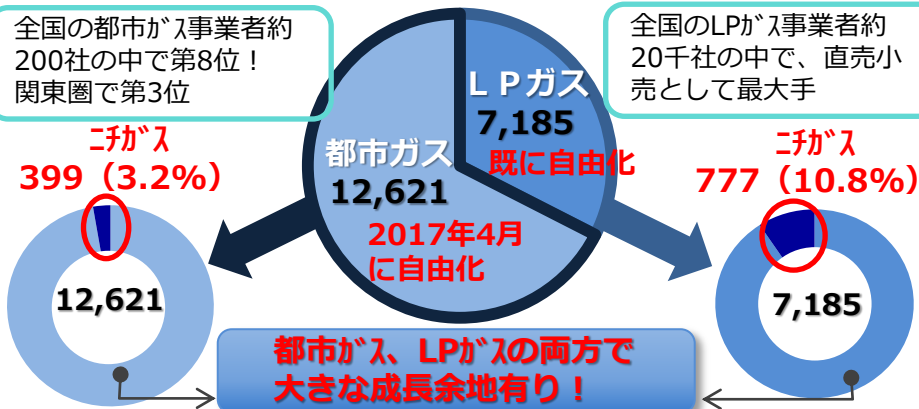 全国の都市ガス事業者約
200社の中で第8位！
関東圏で第3位
全国のLPガス事業者約
20千社の中で、直売小
売として最大手
ＬＰガス
7,185
既に自由化
都市ガス
12,621
2017年4月
に自由化
ニチガス
399（3.2%）
12,621
ニチガス
777（10.8%）
7,185
都市ガス、LPガスの両方で
大きな成長余地有り！